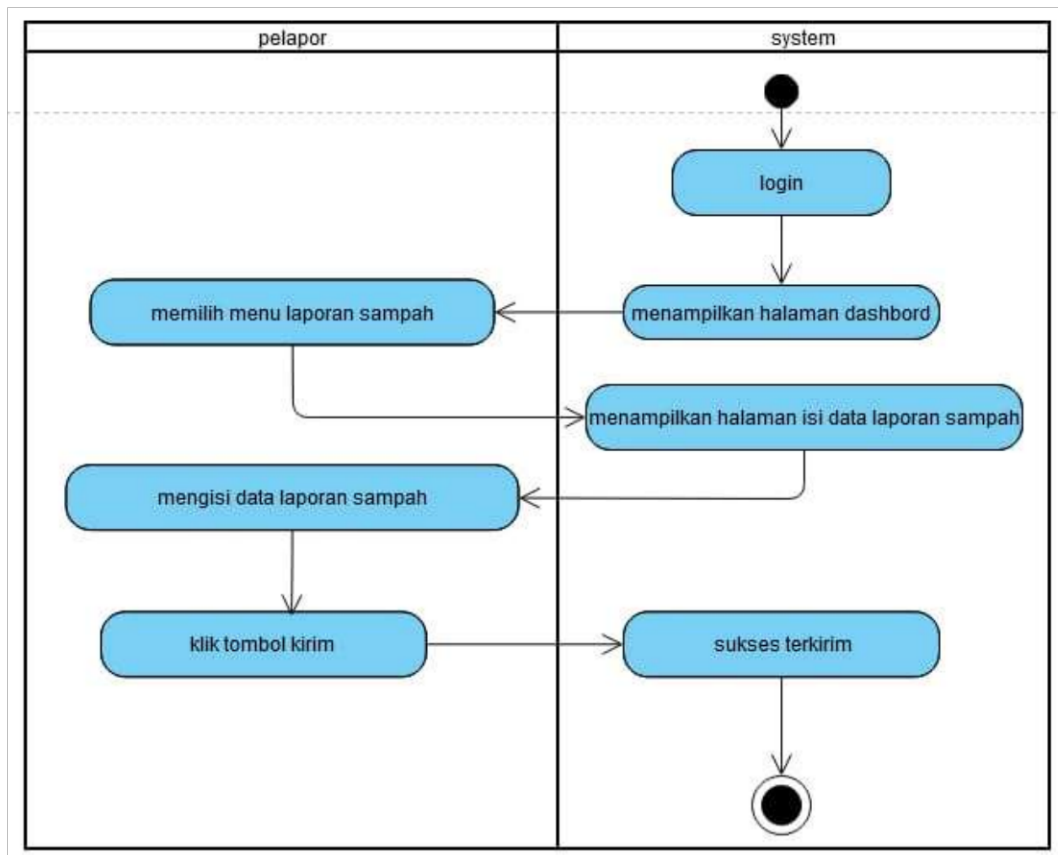 pelapor
system
login
menampilkan halaman dashbord
memilih menu laporan sampah
menampilkan halaman isi data laporan sampah
mengisi data laporan sampah
klik tombol kirim
sukses terkirim